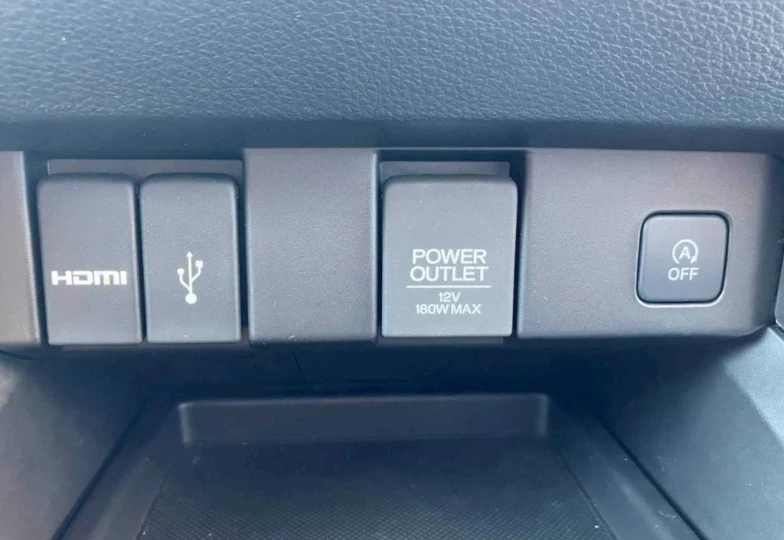 HDMI
POWER
OUTLET
12V
180W MAX
A
OFF